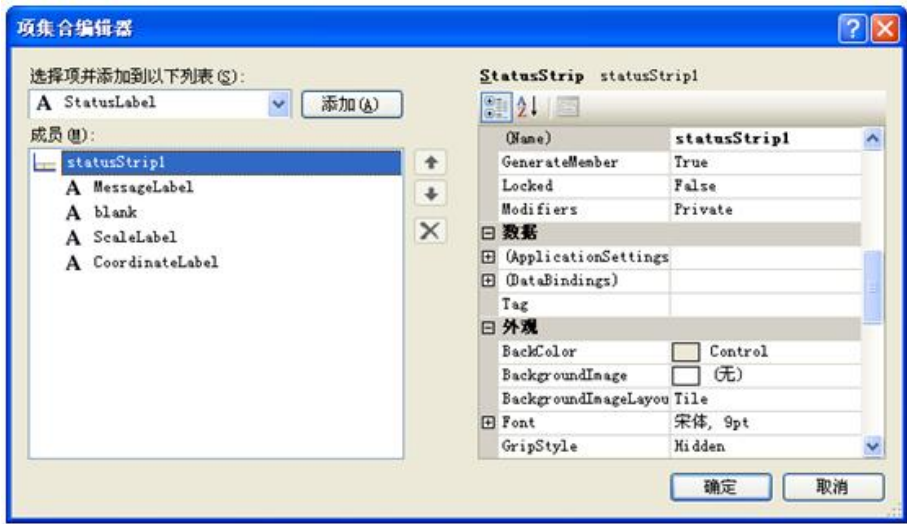 项集合编辑器
选择项并添加到以下列表(S):
A StatusLabel
添加(A)
成员(M):
statusStrip1
A MessageLabel
A blank
A ScaleLabel
A CoordinateLabel
StatusStrip statusStrip1
(Name) statusStrip1
GenerateMember True
Locked False
Modifiers Private
数据
(ApplicationSettings
(DataBindings)
Tag
外观
BackColor Control
BackgroundImage (无)
BackgroundImageLayou Tile
Font 宋体, 9pt
GripStyle Hidden
确定
取消